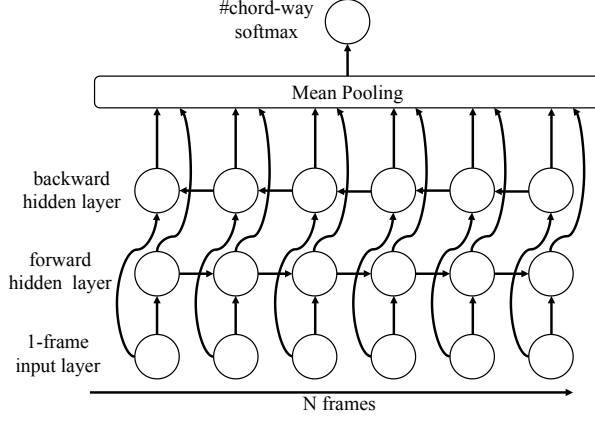 #chord-way
softmax
Mean Pooling
backward
hidden layer
forward
hidden  layer
1-frame
input layer
N frames